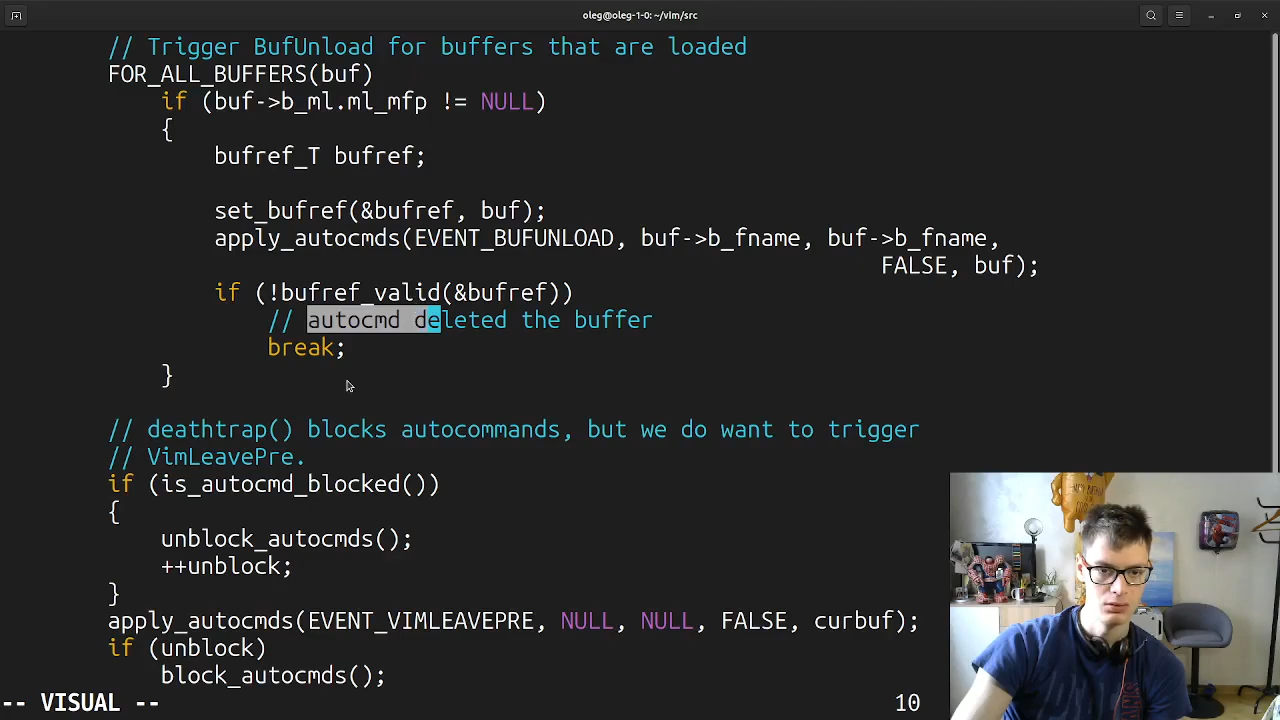 oleg@oleg-1-0: ~/vim/src
// Trigger BufUnload for buffers that are loaded
FOR_ALL_BUFFERS(buf)
if (buf->b_ml.ml_mfp != NULL)
{
bufref_T bufref;
set_bufref(&bufref, buf);
apply_autocmds(EVENT_BUFUNLOAD, buf->b_fname, buf->b_fname,
FALSE, buf);
if (!bufref_valid(&bufref))
// autocmd deleted the buffer
break;
}
// deathtrap() blocks autocommands, but we do want to trigger
// VimLeavePre.
if (is_autocmd_blocked())
{
unblock_autocmds();
++unblock;
}
apply_autocmds(EVENT_VIMLEAVEPRE, NULL, NULL, FALSE, curbuf);
if (unblock)
block_autocmds();
-- VISUAL -- 10